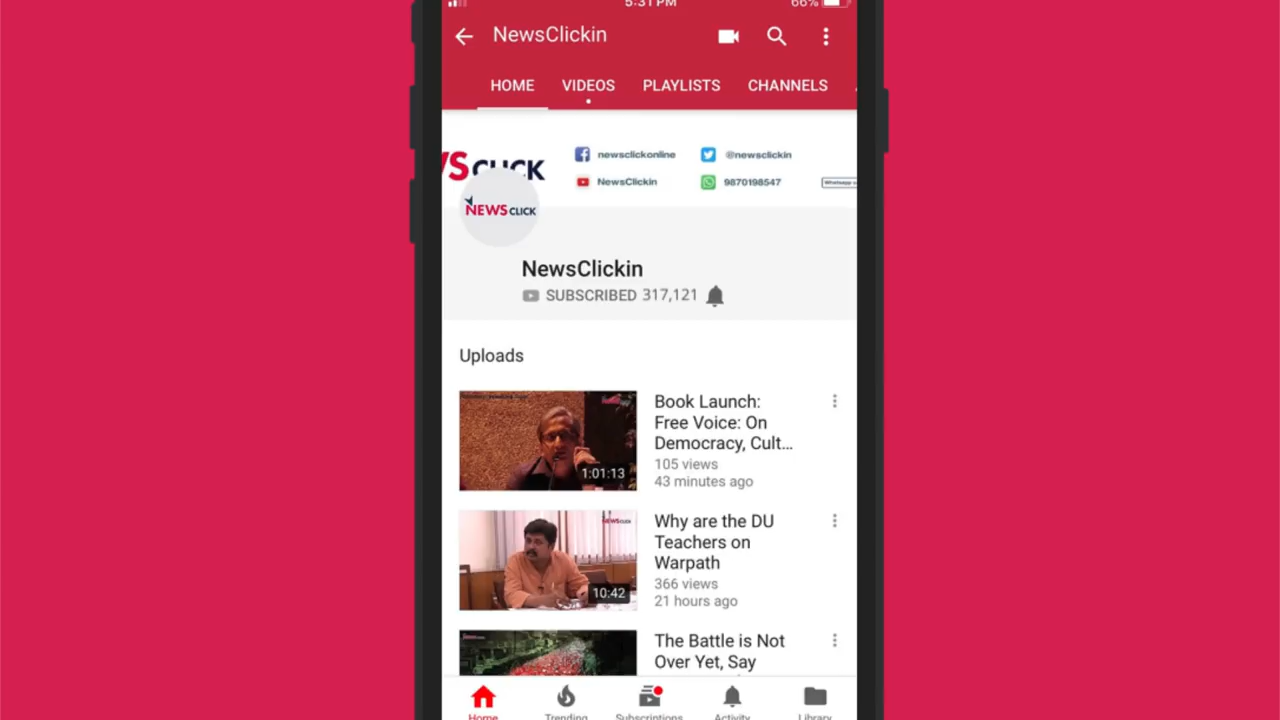 5:31 PM 66%
NewsClickin
HOME VIDEOS PLAYLISTS CHANNELS
CLICK
newsclickonline @newsclickin
NewsClickin 9870198547
NEWS CLICK
NewsClickin
SUBSCRIBED 317,121
Uploads
Book Launch:
Free Voice: On
Democracy, Cult...
105 views
43 minutes ago
1:01:13
Why are the DU
Teachers on
Warpath
366 views
21 hours ago
NEWSCLICK
10:42
The Battle is Not
Over Yet, Say
Home Trending Subscriptions Activity Library